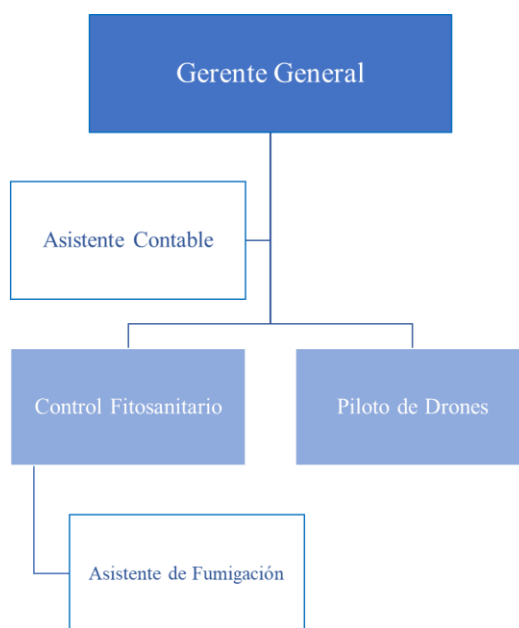 Gerente General
Asistente Contable
Control Fitosanitario
Piloto de Drones
Asistente de Fumigación